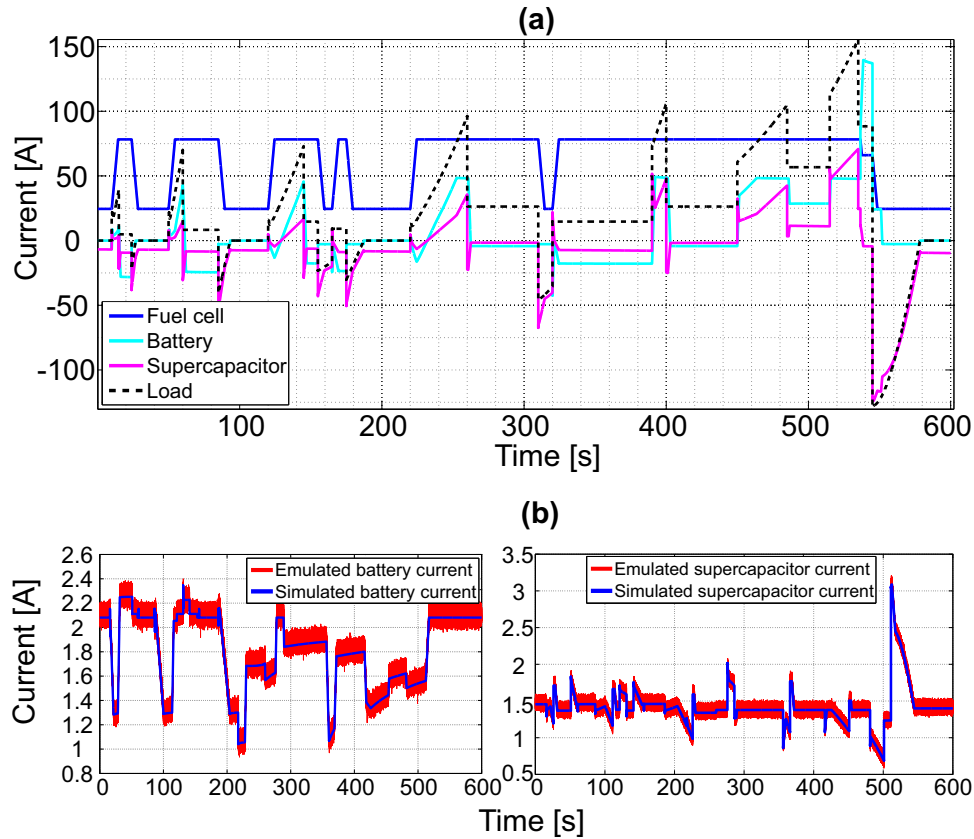 (a)
150
100
50
0
-50
-100
Current [A]
Fuel cell
Battery
Supercapacitor
Load
100 200 300 400 500 600
Time [s]
(b)
2.6
2.4
2.2
2
1.8
1.6
1.4
1.2
1
0.8
Current [A]
Emulated battery current
Simulated battery current
0 100 200 300 400 500 600
3.5
3
2.5
2
1.5
1
0.5
Emulated supercapacitor current
Simulated supercapacitor current
0 100 200 300 400 500 600
Time [s]